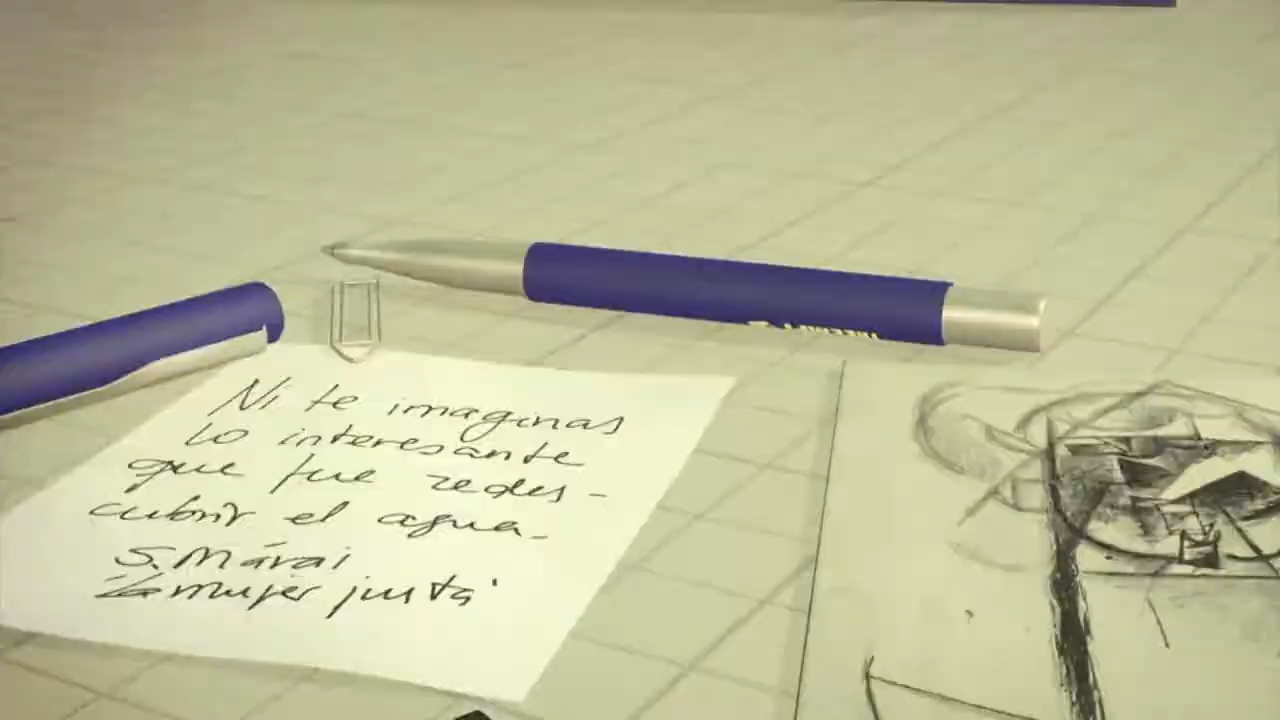 Ni te imaginas
lo interesante
que fue redes-
cubrir el agua.
S. Márai
"La mujer justa"